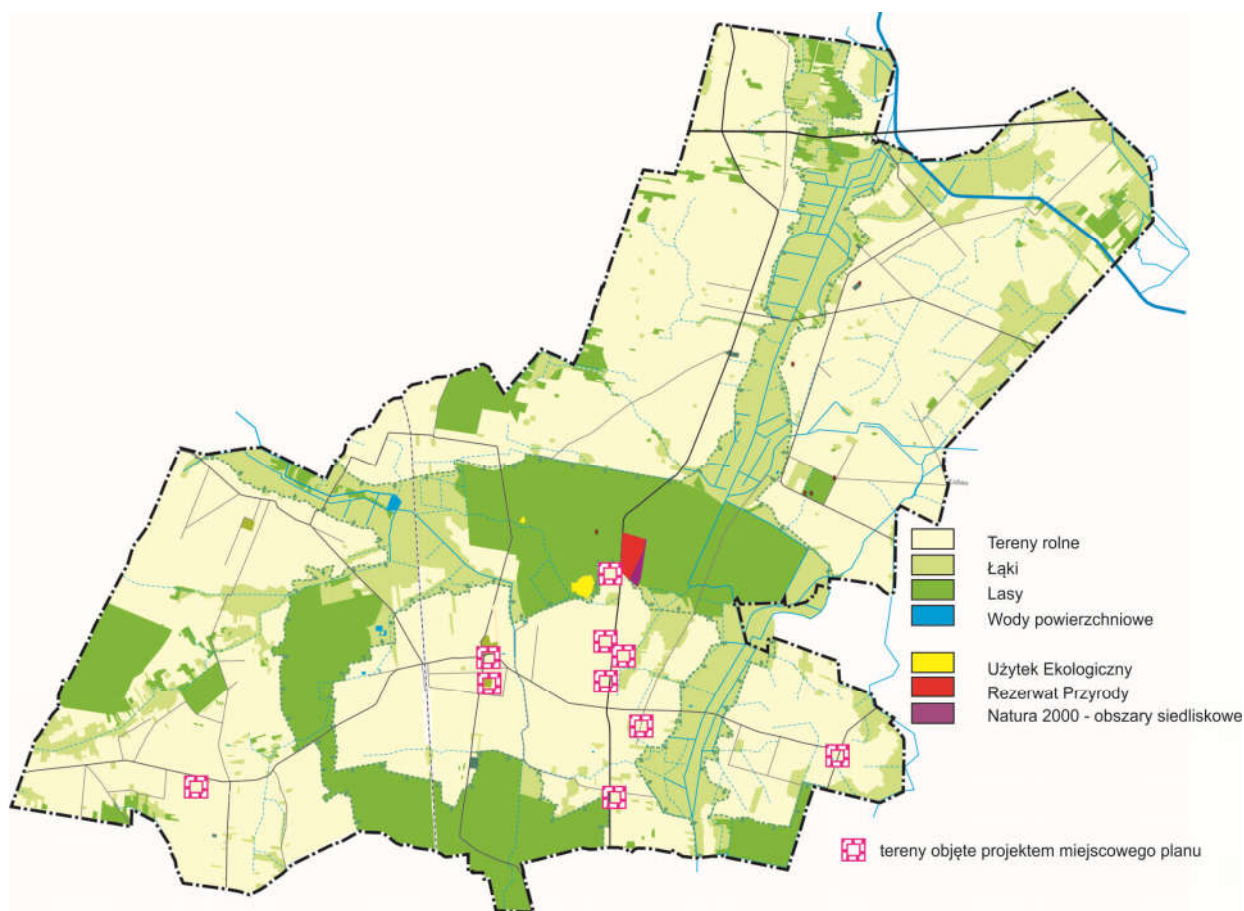 Tereny rolne
Łąki
Lasy
Wody powierzchniowe
Użytek Ekologiczny
Rezerwat Przyrody
Natura 2000 - obszary siedliskowe
tereny objęte projektem miejscowego planu